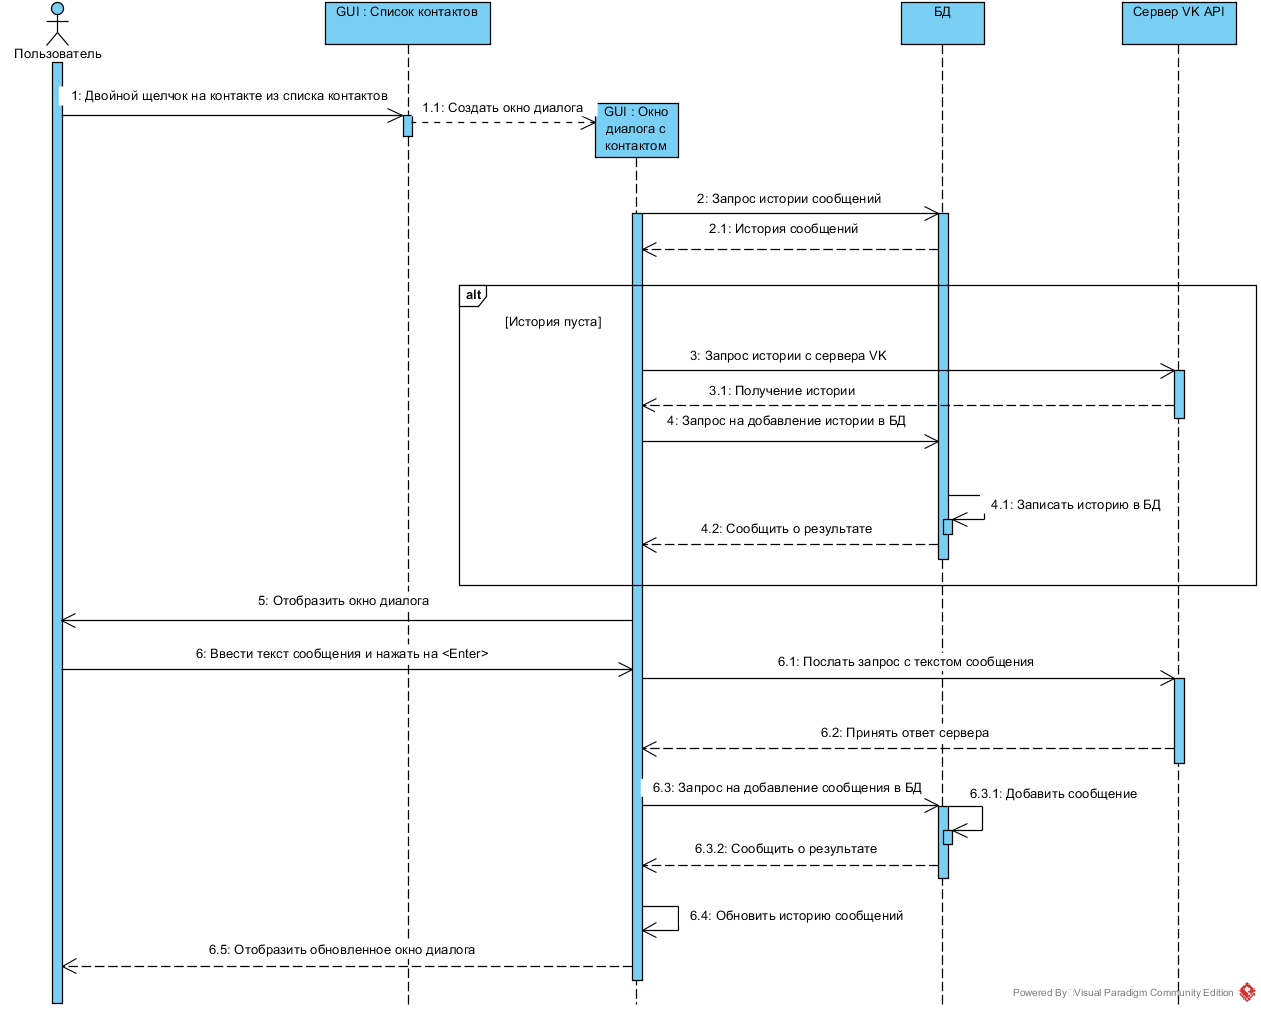 GUI : Список контактов
БД
Сервер VK API
Пользователь
1: Двойной щелчок на контакте из списка контактов
1.1: Создать окно диалога
GUI : Окно
диалога с
контактом
2: Запрос истории сообщений
2.1: История сообщений
alt
[История пуста]
3: Запрос истории с сервера VK
3.1: Получение истории
4: Запрос на добавление истории в БД
4.1: Записать историю в БД
4.2: Сообщить о результате
5: Отобразить окно диалога
6: Ввести текст сообщения и нажать на <Enter>
6.1: Послать запрос с текстом сообщения
6.2: Принять ответ сервера
6.3: Запрос на добавление сообщения в БД
6.3.1: Добавить сообщение
6.3.2: Сообщить о результате
6.4: Обновить историю сообщений
6.5: Отобразить обновленное окно диалога
Powered By Visual Paradigm Community Edition